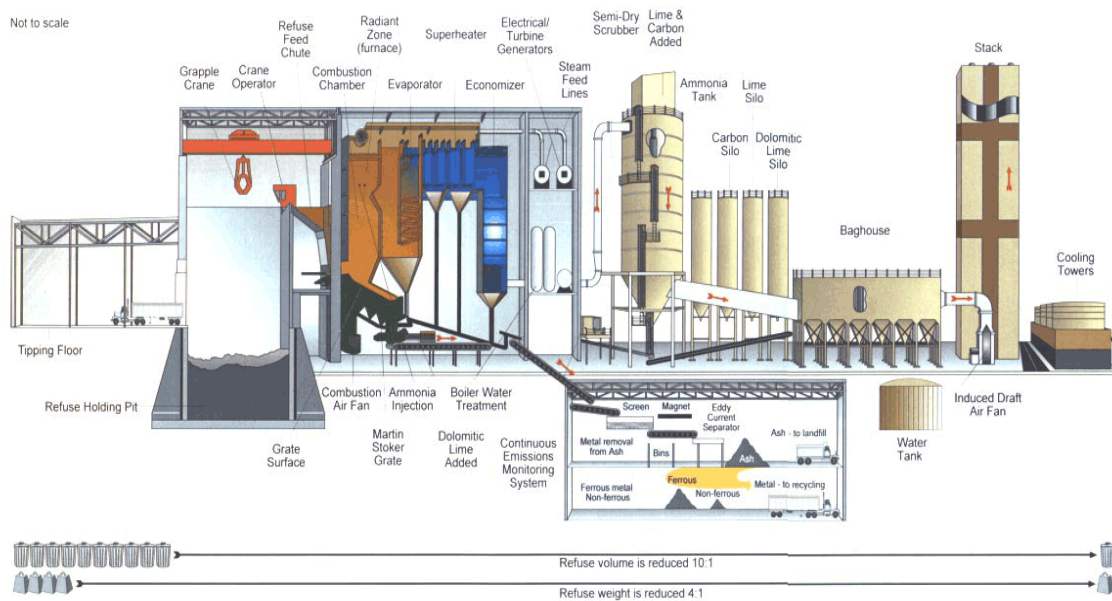 Not to scale
Refuse
Feed
Chute
Radiant
Zone
(furnace)
Superheater
Electrical/
Turbine
Generators
Semi-Dry
Scrubber
Lime &
Carbon
Added
Stack
Grapple
Crane
Crane
Operator
Combustion
Chamber
Evaporator
Economizer
Steam
Feed
Lines
Ammonia
Tank
Lime
Silo
Carbon
Silo
Dolomitic
Lime
Silo
Baghouse
Cooling
Towers
Tipping Floor
Refuse Holding Pit
Grate
Surface
Combustion
Air Fan
Ammonia
Injection
Boiler Water
Treatment
Martin
Stoker
Grate
Dolomitic
Lime
Added
Continuous
Emissions
Monitoring
System
Induced Draft
Air Fan
Water
Tank
Screen
Magnet
Eddy
Current
Separator
Metal removal
from Ash
Bins
Ash
Ash - to landfill
Ferrous metal
Non-ferrous
Ferrous
Non-ferrous
Metal - to recycling
Refuse volume is reduced 10:1
Refuse weight is reduced 4:1